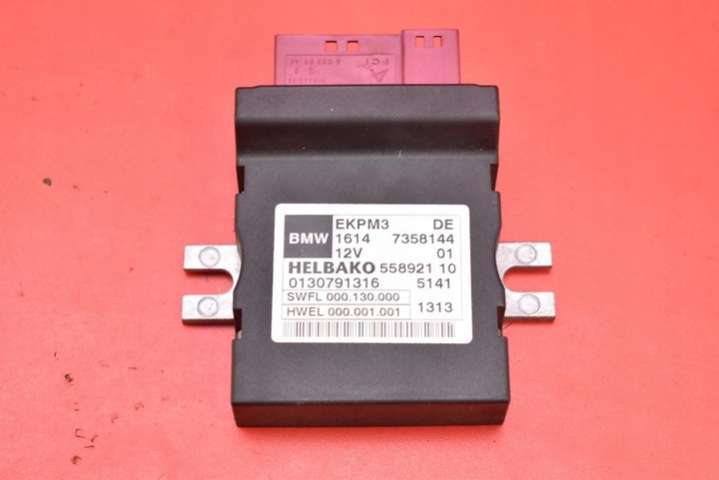 FCI
BMW
EKPM3 DE
1614 7358144
12V 01
HELBAKO 558921 10
0130791316 5141
SWFL 000.130.000
HWEL 000.001.001 1313